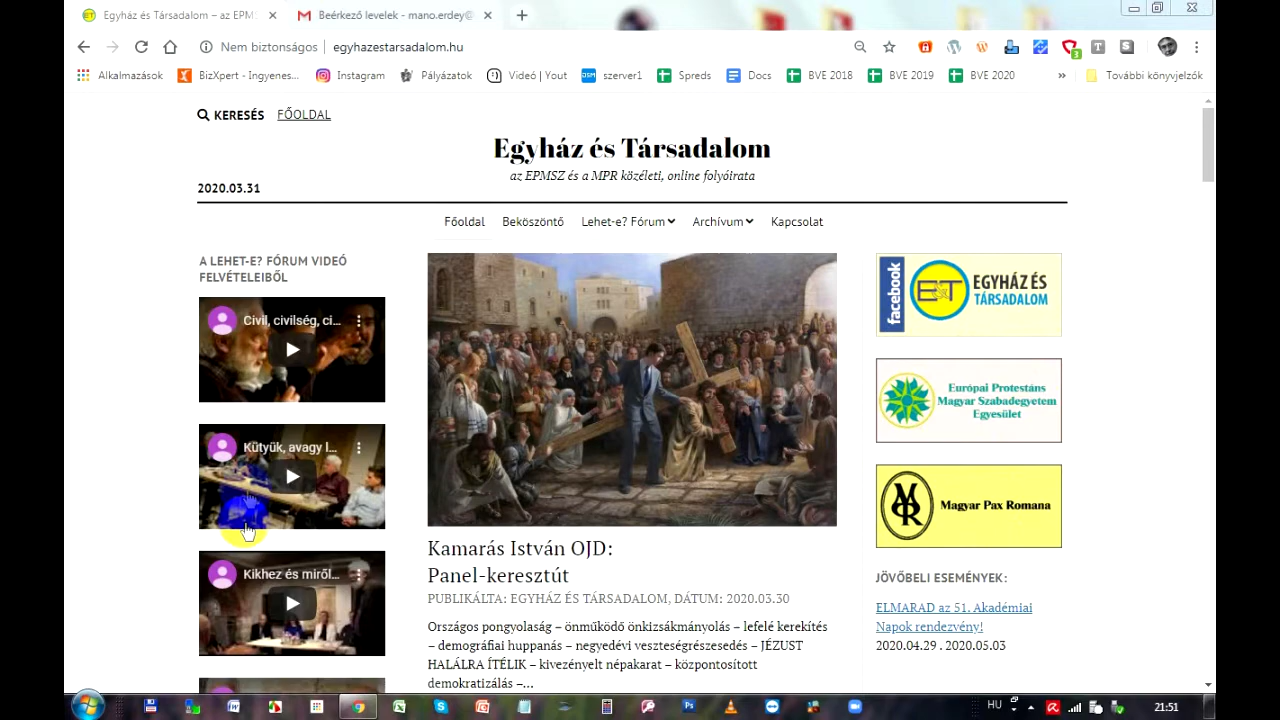 Egyház és Társadalom – az EPM
Beérkező levelek - mano.erdey@
Nem biztonságos
egyhazestarsadalom.hu
3
Alkalmazások
BizXpert - Ingyenes...
Instagram
Pályázatok
Videó | Yout
szerver1
Spreds
Docs
BVE 2018
BVE 2019
BVE 2020
»
További könyvjelzők
KERESÉS FŐOLDAL
Egyház és Társadalom
az EPMSZ és a MPR közéleti, online folyóirata
2020.03.31
Főoldal
Beköszöntő
Lehet-e? Fórum
Archívum
Kapcsolat
A LEHET-E? FÓRUM VIDEÓ
FELVÉTELEIBŐL
Civil, civilség, ci...
Kütyük, avagy l...
Kikhez és miről...
Kamarás István OJD:
Panel-keresztút
PUBLIKÁLTA: EGYHÁZ ÉS TÁRSADALOM, DÁTUM: 2020.03.30
Országos pongyolaság – önműködő önkizsákmányolás – lefelé kerekítés
– demográfiai huppanás – negyedévi veszteségrészesedés – JÉZUST
HALÁLRA ÍTÉLIK – kivezényelt népakarat – központosított
demokratizálás –...
facebook
E&T
EGYHÁZ ÉS
TÁRSADALOM
Európai Protestáns
Magyar Szabadegyetem
Egyesület
MPR
Magyar Pax Romana
JÖVŐBELI ESEMÉNYEK:
ELMARAD az 51. Akadémiai
Napok rendezvény!
2020.04.29 . 2020.05.03
HU
21:51